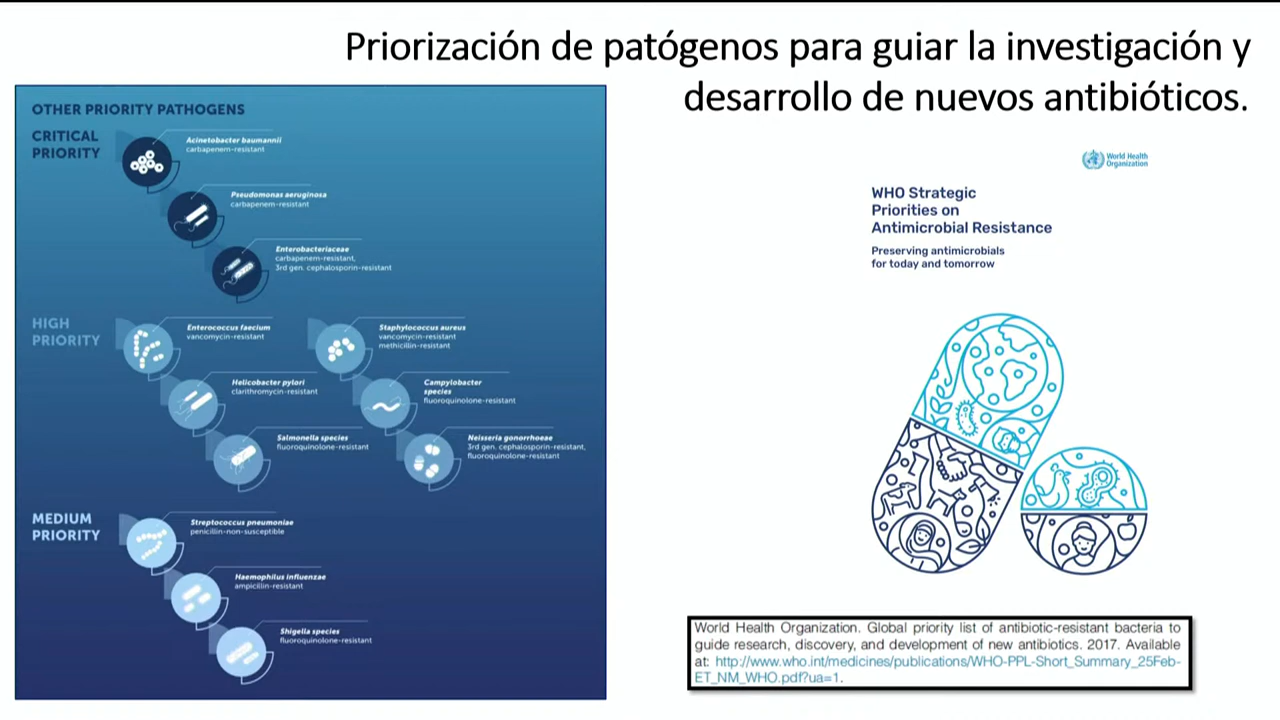 Priorización de patógenos para guiar la investigación y
desarrollo de nuevos antibióticos.
OTHER PRIORITY PATHOGENS
CRITICAL
PRIORITY
Acinetobacter baumannii
carbapenem-resistant
Pseudomonas aeruginosa
carbapenem-resistant
Enterobacteriaceae
carbapenem-resistant,
3rd gen. cephalosporin-resistant
HIGH
PRIORITY
Enterococcus faecium
vancomycin-resistant
Staphylococcus aureus
vancomycin-resistant
methicillin-resistant
Helicobacter pylori
clarithromycin-resistant
Campylobacter
species
fluoroquinolone-resistant
Salmonella species
fluoroquinolone-resistant
Neisseria gonorrhoeae
3rd gen. cephalosporin-resistant,
fluoroquinolone-resistant
MEDIUM
PRIORITY
Streptococcus pneumoniae
penicillin-non-susceptible
Haemophilus influenzae
ampicillin-resistant
Shigella species
fluoroquinolone-resistant
World Health
Organization
WHO Strategic
Priorities on
Antimicrobial Resistance
Preserving antimicrobials
for today and tomorrow
World Health Organization. Global priority list of antibiotic-resistant bacteria to
guide research, discovery, and development of new antibiotics. 2017. Available
at: http://www.who.int/medicines/publications/WHO-PPL-Short_Summary_25Feb-
ET_NM_WHO.pdf?ua=1.